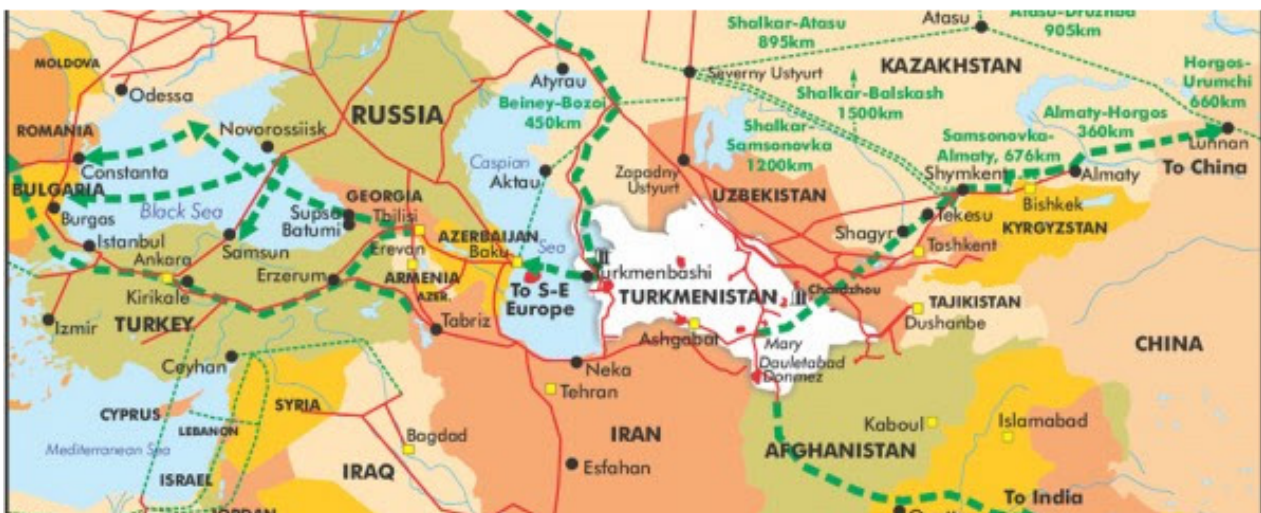 Shalkar-Atasu
895km
Atasu
Atasu-Druzhba
905km
MOLDOVA
Odessa
Atyrau
Severny Ustyurt
KAZAKHSTAN
Horgos-
Urumchi
660km
RUSSIA
Beiney-Bozoi
450km
Shalkar-Balskash
1500km
Almaty-Horgos
360km
ROMANIA
Novorossiisk
Shalkar-
Samsonovka
1200km
Samsonovka-
Almaty, 676km
Luhnan
To China
Constanta
Caspian
Sea
Aktau
Zapadny
Ustyurt
UZBEKISTAN
Shymkent
Almaty
BULGARIA
Burgas
Black Sea
GEORGIA
Supsa
Batumi
Tbilisi
Tekesu
Bishkek
KYRGYZSTAN
Istanbul
Samsun
Erevan
AZERBAIJAN
Baku
Shagyr
Tashkent
Ankara
Kirikale
Erzerum
ARMENIA
AZER.
To S-E
Europe
Turkmenbashi
TURKMENISTAN
Chardzhou
TAJIKISTAN
Dushanbe
Izmir
TURKEY
Tabriz
Ashgabat
Mary
Dauletabad
Donmez
CHINA
Ceyhan
Neka
Tehran
CYPRUS
SYRIA
LEBANON
Mediterranean Sea
Bagdad
IRAN
Kaboul
Islamabad
AFGHANISTAN
ISRAEL
IRAQ
Esfahan
To India
JORDAN